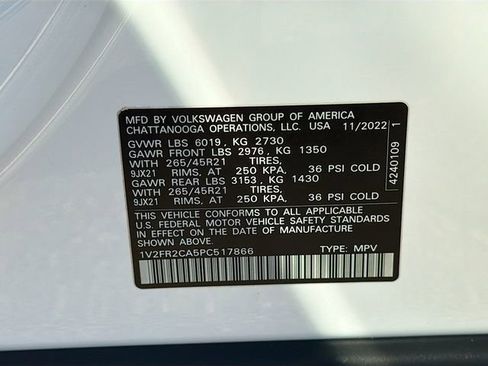 MFD BY VOLKSWAGEN GROUP OF AMERICA
CHATTANOOGA OPERATIONS, LLC. USA 11/2022
GVWR LBS 6019, KG 2730
GAWR FRONT LBS 2976, KG 1350
WITH 265/45R21 TIRES,
9JX21 RIMS, AT 250 KPA. 36 PSI COLD
GAWR REAR LBS 3153, KG 1430
WITH 265/45R21 TIRES,
9JX21 RIMS, AT 250 KPA. 36 PSI COLD
THIS VEHICLE CONFORMS TO ALL APPLICABLE
U.S. FEDERAL MOTOR VEHICLE SAFETY STANDARDS
IN EFFECT ON THE DATE OF MANUFACTURE
SHOWN ABOVE.
1V2FR2CA5PC517866 TYPE: MPV
4240109 1